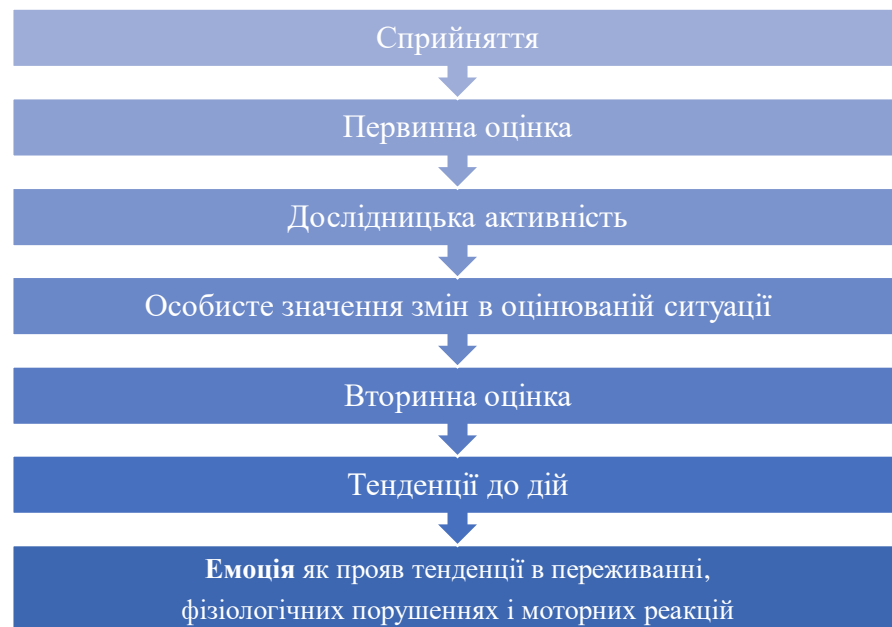 Сприйняття
Первинна оцінка
Дослідницька активність
Особисте значення змін в оцінюваній ситуації
Вторинна оцінка
Тенденції до дій
Емоція як прояв тенденції в переживанні,
фізіологічних порушеннях і моторних реакцій